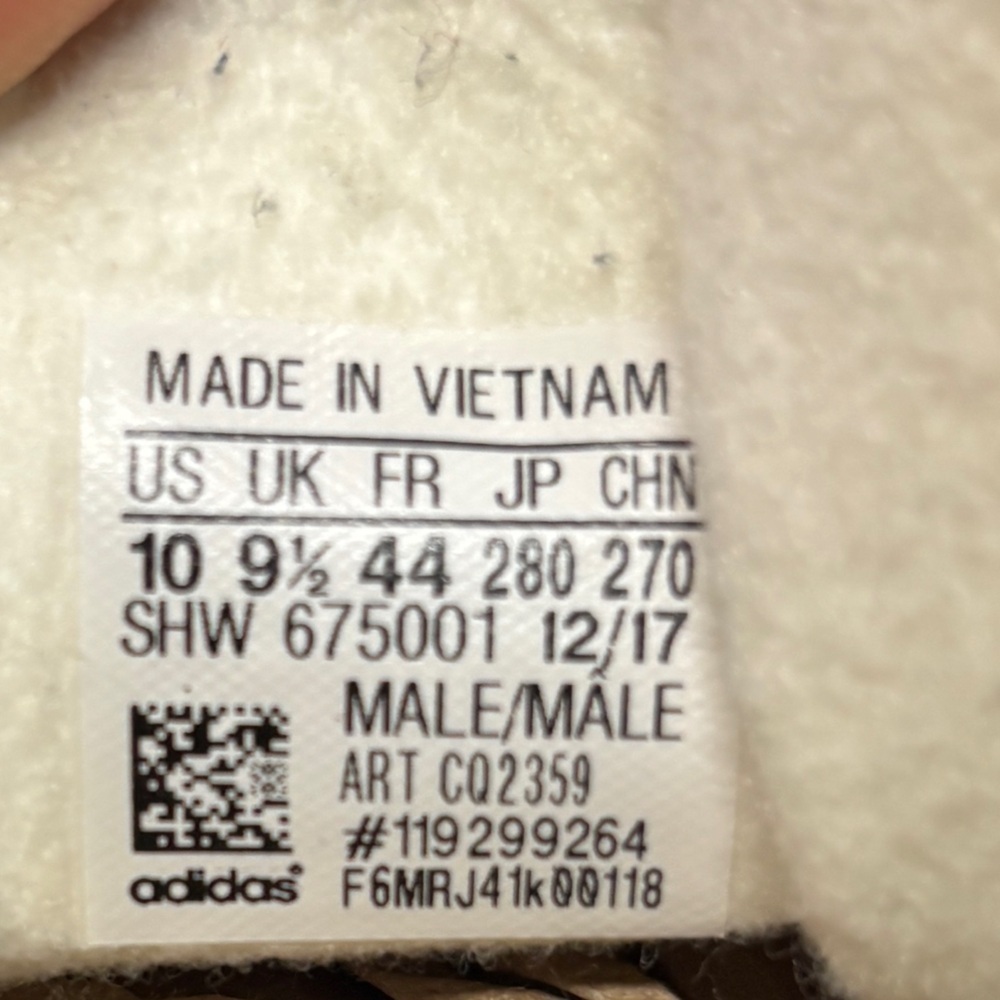 MADE IN VIETNAM
US UK FR JP CHN
10 9½ 44 280 270
SHW 675001 12/17
MALE/MÂLE
ART CQ2359
#119299264
adidas® F6MRJ41k00118